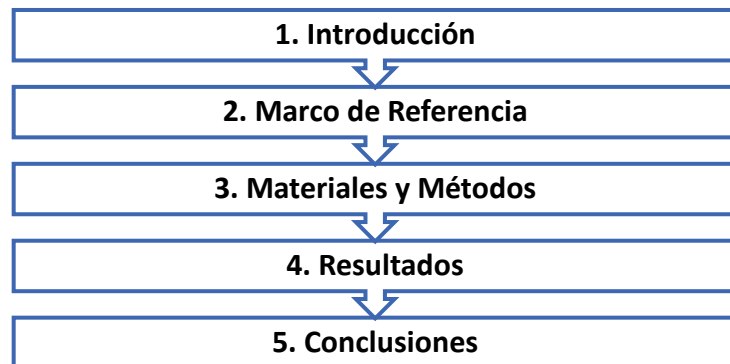 1. Introducción
2. Marco de Referencia
3. Materiales y Métodos
4. Resultados
5. Conclusiones